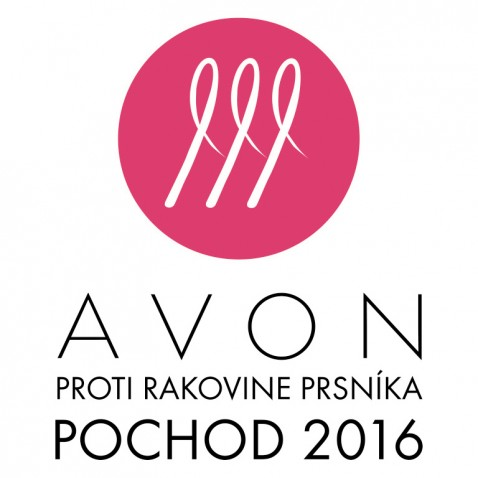 AVON
PROTI RAKOVINE PRSNÍKA
POCHOD 2016